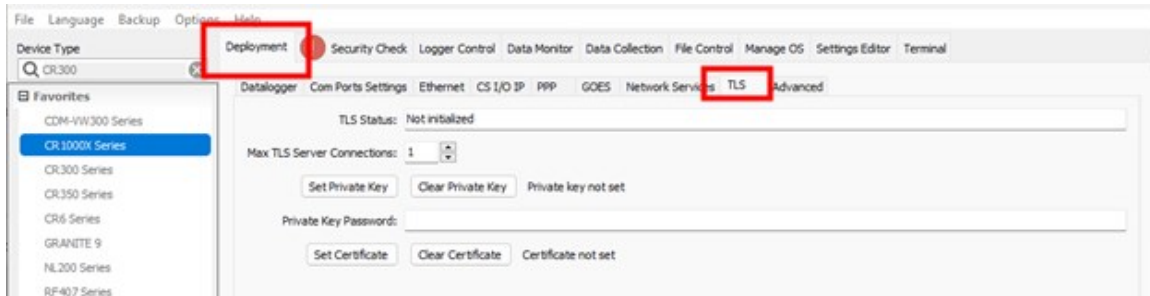 File Language Backup Options Help
Device Type
CR300
Favorites
CDM-VW300 Series
CR1000X Series
CR300 Series
CR350 Series
CR6 Series
GRANITE 9
NL200 Series
RF407 Series
Deployment Security Check Logger Control Data Monitor Data Collection File Control Manage OS Settings Editor Terminal
Datalogger Com Ports Settings Ethernet CS I/O IP PPP GOES Network Services TLS Advanced
TLS Status: Not initialized
Max TLS Server Connections: 1
Set Private Key Clear Private Key Private key not set
Private Key Password:
Set Certificate Clear Certificate Certificate not set